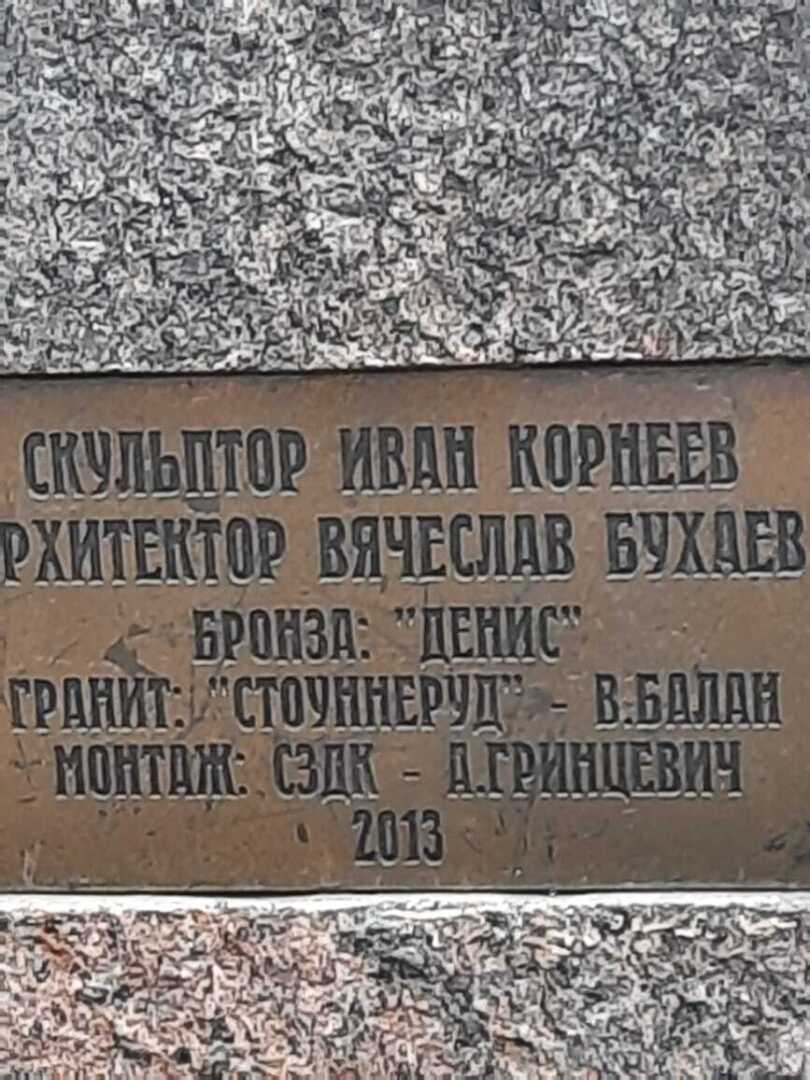 СКУЛЬПТОР ИВАН КОРНЕЕВ
РХИТЕКТОР ВЯЧЕСЛАВ БУХАЕВ
БРОНЗА: "ДЕНИС"
ГРАНИТ: "СТОУННЕРУД" - В.БАЛАН
МОНТАЖ: СЗДК - А.ГРИНЦЕВИЧ
2013